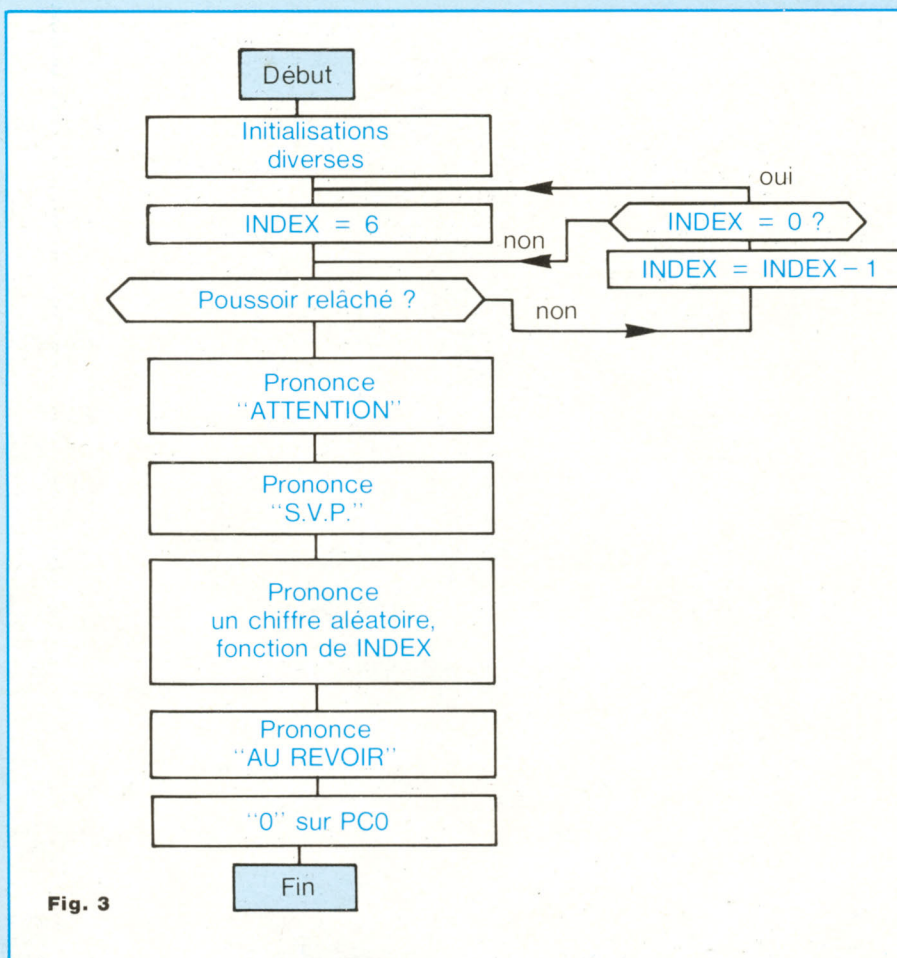 Début
Initialisations
diverses
oui
INDEX = 6
INDEX = 0 ?
non
INDEX = INDEX – 1
Poussoir relâché ?
non
Prononce
“ATTENTION”
Prononce
“S.V.P.”
Prononce
un chiffre aléatoire,
fonction de INDEX
Prononce
“AU REVOIR”
“0” sur PC0
Fin
Fig. 3